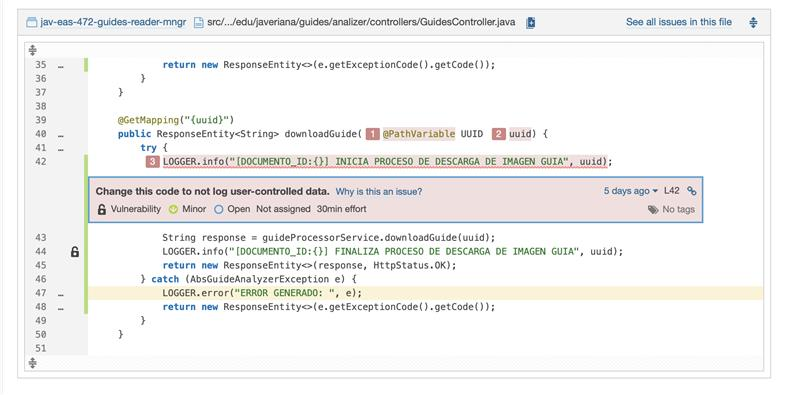 jav-eas-472-guides-reader-mngr src/.../edu/javeriana/guides/analizer/controllers/GuidesController.java See all issues in this file
35 … return new ResponseEntity<>(e.getExceptionCode().getCode());
36 }
37 }
38
39 @GetMapping("{uuid}")
40 … public ResponseEntity<String> downloadGuide( 1 @PathVariable UUID 2 uuid) {
41 … try {
42 3 LOGGER.info("[DOCUMENTO_ID:{}] INICIA PROCESO DE DESCARGA DE IMAGEN GUIA", uuid);
Change this code to not log user-controlled data. Why is this an issue? 5 days ago L42
Vulnerability Minor Open Not assigned 30min effort No tags
43 String response = guideProcessorService.downloadGuide(uuid);
44 LOGGER.info("[DOCUMENTO_ID:{}] FINALIZA PROCESO DE DESCARGA DE IMAGEN GUIA", uuid);
45 return new ResponseEntity<>(response, HttpStatus.OK);
46 } catch (AbsGuideAnalyzerException e) {
47 … LOGGER.error("ERROR GENERADO: ", e);
48 … return new ResponseEntity<>(e.getExceptionCode().getCode());
49 }
50 }
51